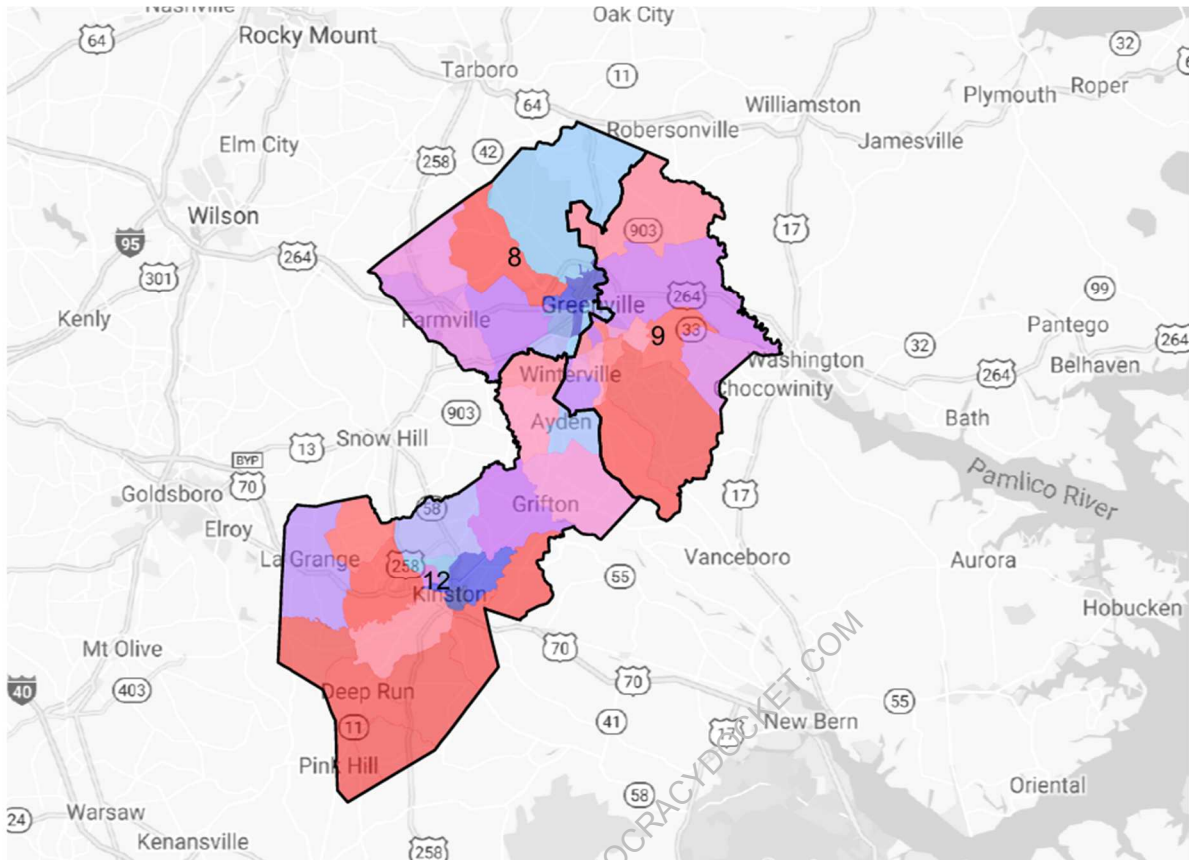 Nashville
Oak City
64
Rocky Mount
32
Tarboro
11
Roper
64
Plymouth
Williamston
Robersonville
Jamesville
Elm City
258
42
Wilson
17
903
95
264
8
301
264
99
Greenville
Farmville
Kenly
Pantego
33
9
32
264
Washington
Belhaven
Winterville
264
Chocowinity
903
Ayden
Bath
Snow Hill
13
BYP
70
Pamlico River
Goldsboro
17
58
Grifton
Elroy
La Grange
258
Vanceboro
Aurora
12
55
Kinston
Hobucken
Mt Olive
70
40
403
70
Deep Run
55
41
New Bern
11
17
Pink Hill
Oriental
58
Warsaw
24
Kenansville
258
OCRACYDOCKET.COM